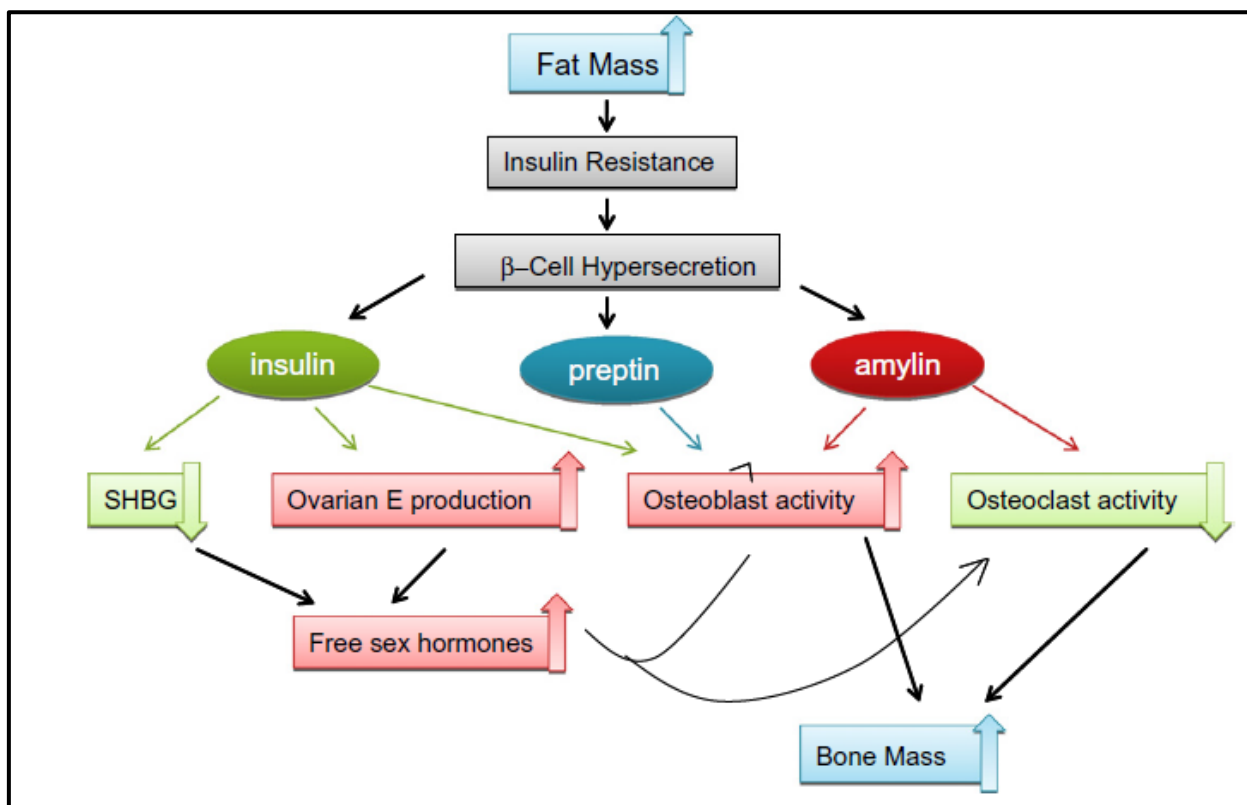 Fat Mass
Insulin Resistance
β–Cell Hypersecretion
insulin
preptin
amylin
SHBG
Ovarian E production
Osteoblast activity
Osteoclast activity
Free sex hormones
Bone Mass